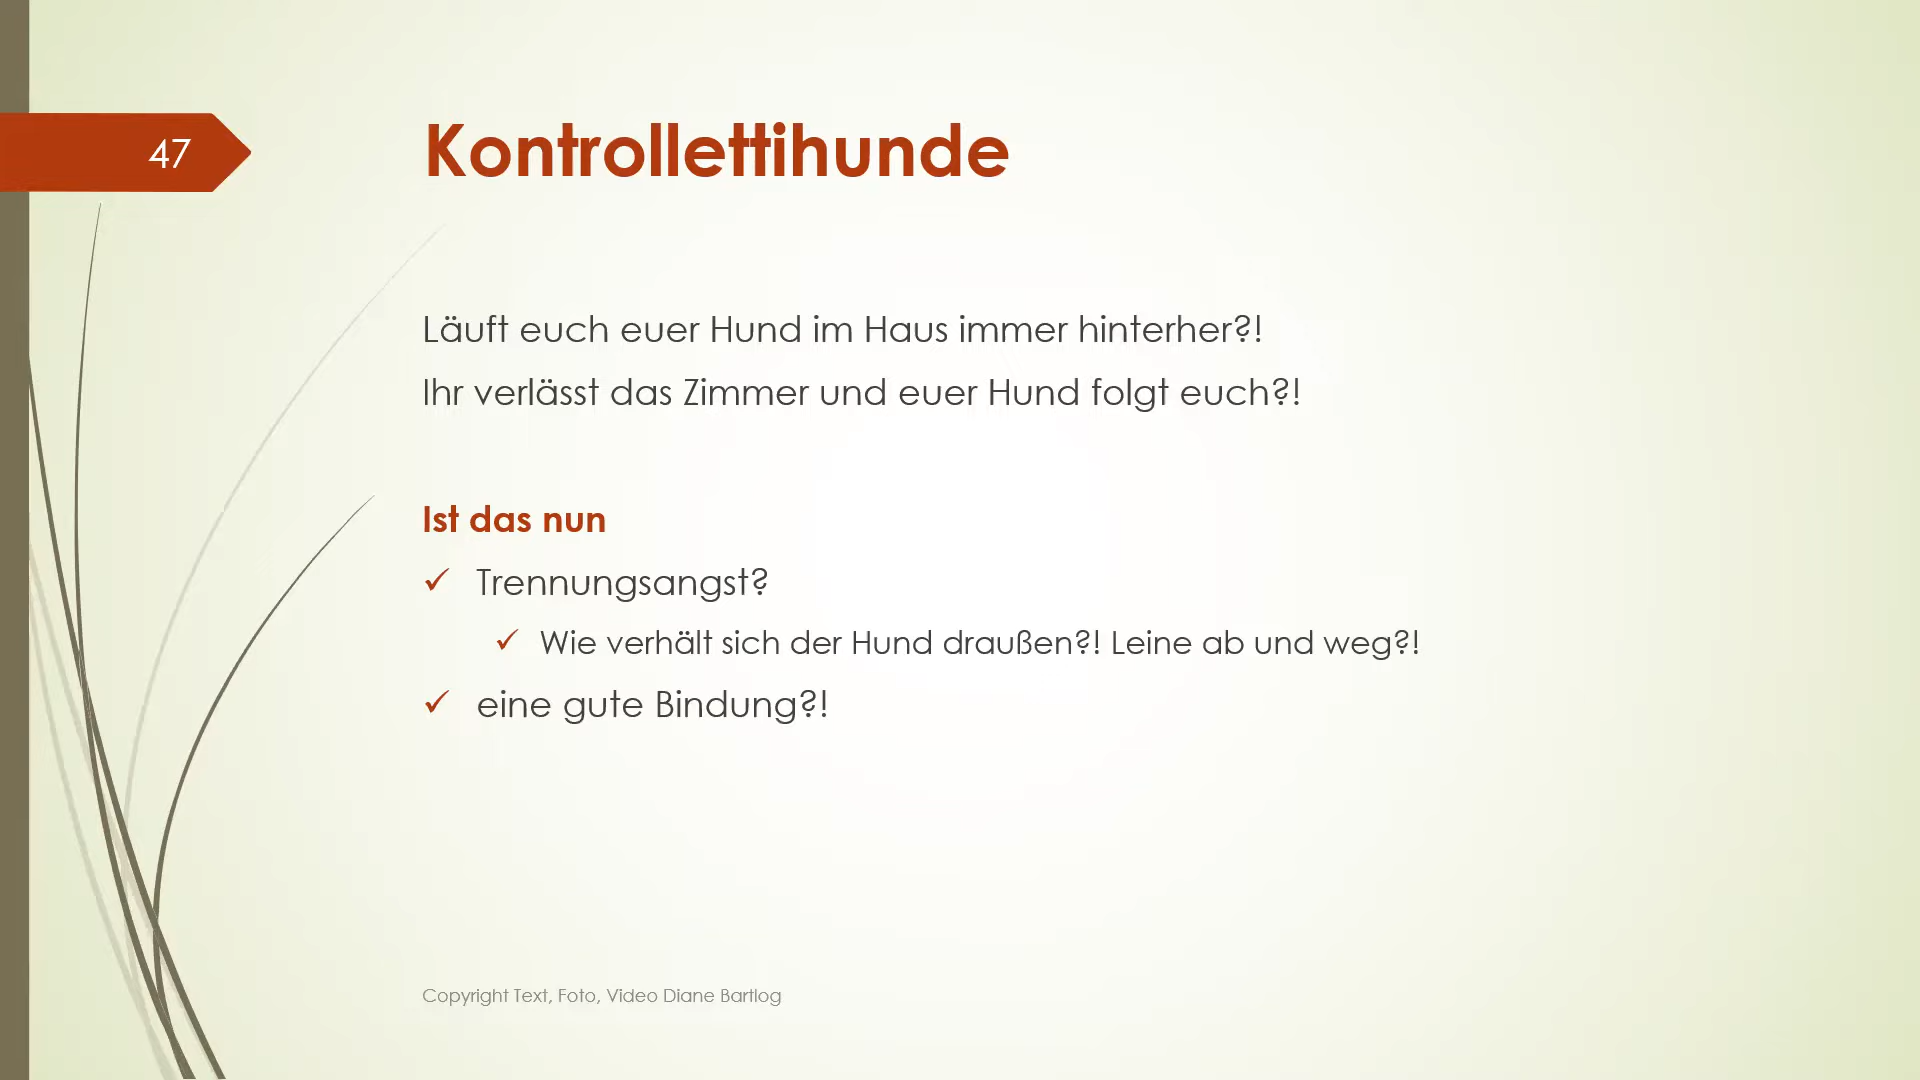 47
Kontrollettihunde
Läuft euch euer Hund im Haus immer hinterher?!
Ihr verlässt das Zimmer und euer Hund folgt euch?!
Ist das nun
✓ Trennungsangst?
✓ Wie verhält sich der Hund draußen?! Leine ab und weg?!
✓ eine gute Bindung?!
Copyright Text, Foto, Video Diane Bartlog